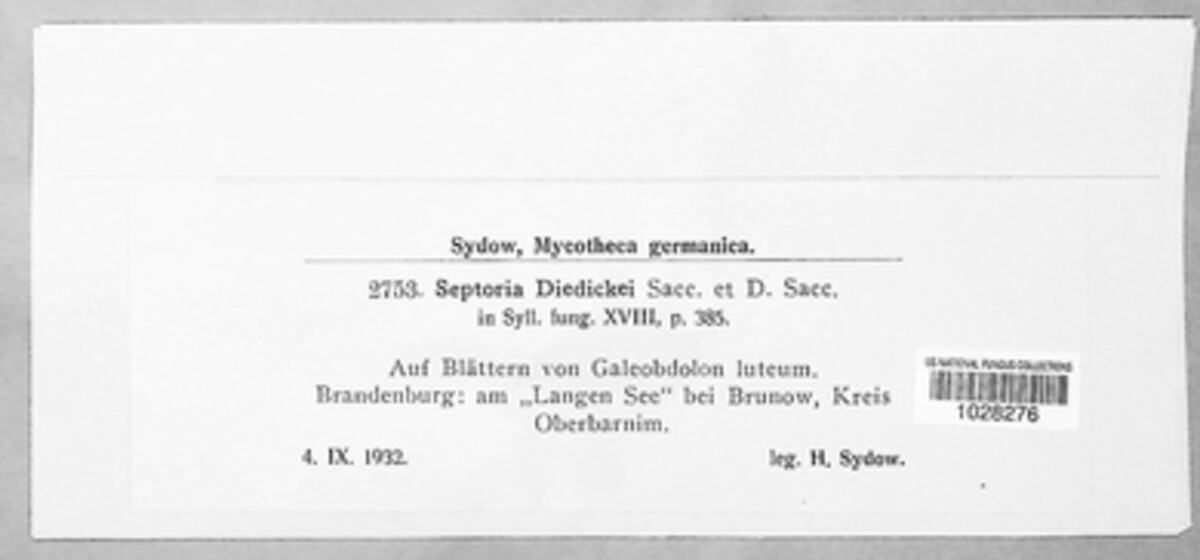 Sydow, Mycotheca germanica.
2753. Septoria Diedickei Sacc. et D. Sacc.
in Syll. fung. XVIII, p. 385.
Auf Blättern von Galeobdolon luteum.
Brandenburg: am „Langen See“ bei Brunow, Kreis
Oberbarnim.
4. IX. 1932.
leg. H. Sydow.
US NATIONAL FUNGUS COLLECTIONS
1028276